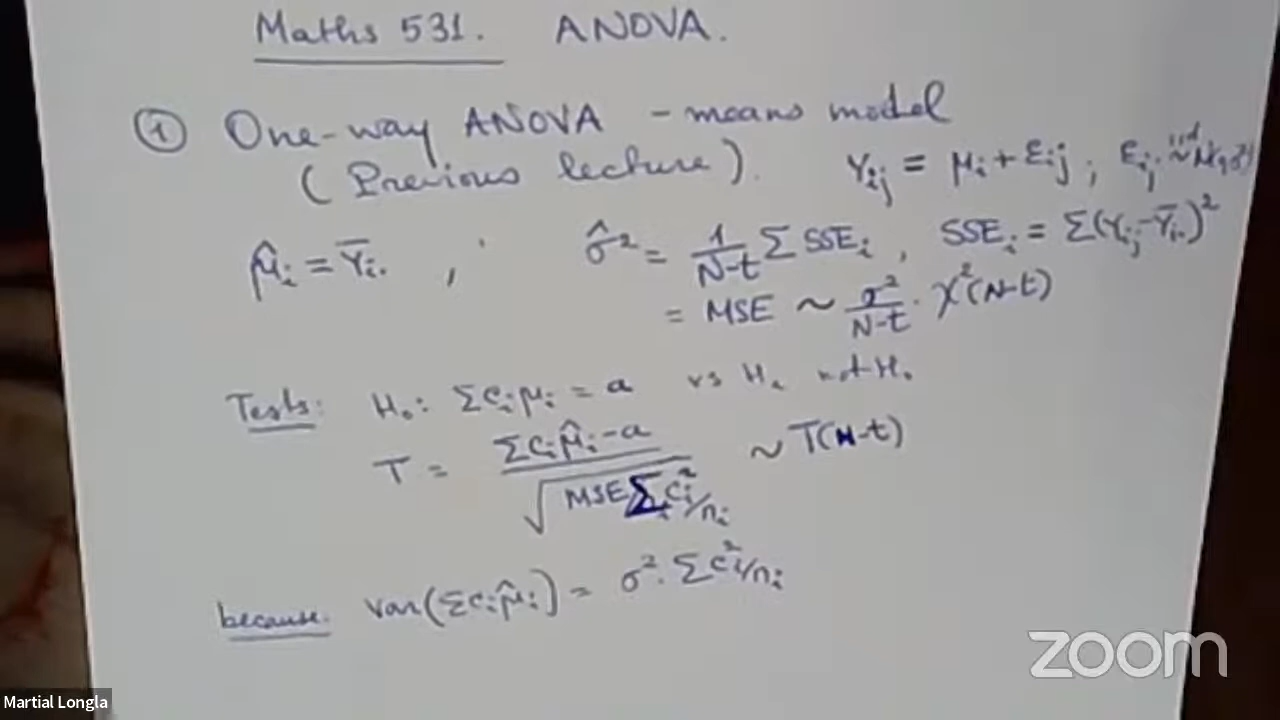 Maths 531. ANOVA.
① One-way ANOVA - means model
(Previous lecture). Yij = μi + εij ; εij iid ~ N(0,σ²)
μ̂i = Ȳi. , σ̂² = 1/(N-t) Σ SSEi , SSEi = Σ(Yij-Ȳi.)²
= MSE ~ σ²/(N-t) · χ²(N-t)
Tests: H₀: Σciμi = a vs Ha not H₀
T = (Σciμ̂i - a)/√(MSE Σi ci²/ni) ~ T(N-t)
because: var(Σciμ̂i) = σ². Σci²/ni
zoom
Martial Longla